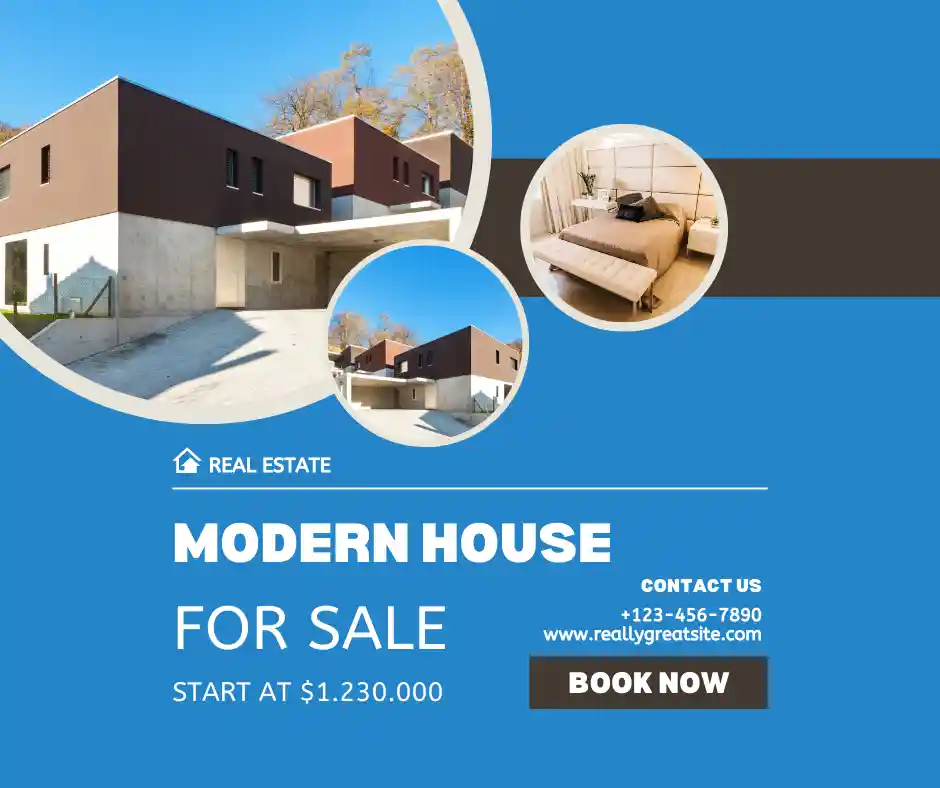 REAL ESTATE
MODERN HOUSE
FOR SALE
START AT $1.230.000
CONTACT US
+123-456-7890
www.reallygreatsite.com
BOOK NOW